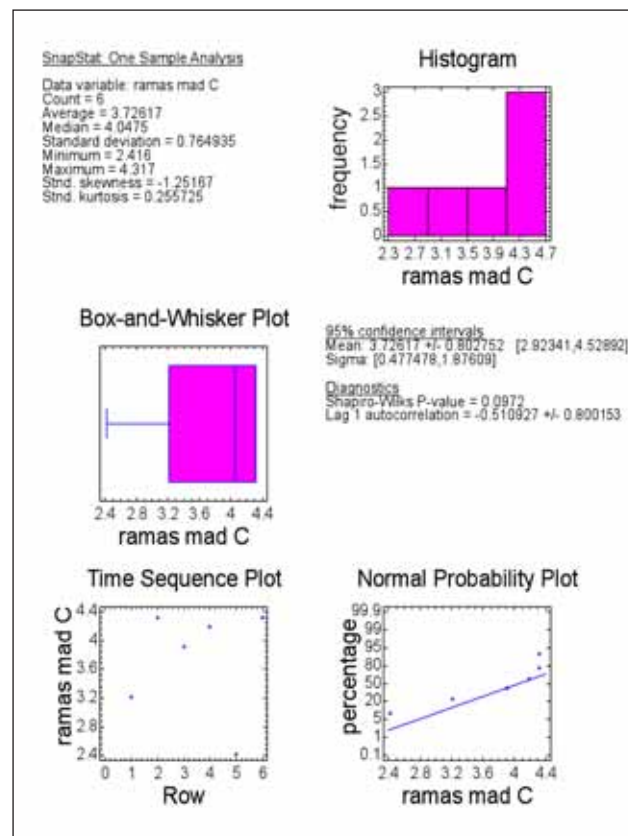 SnapStat: One Sample Analysis
Data variable: ramas mad C
Count = 6
Average = 3.72617
Median = 4.0475
Standard deviation = 0.764935
Minimum = 2.416
Maximum = 4.317
Stnd. skewness = -1.25167
Stnd. kurtosis = 0.255725
Histogram
frequency
3
2.5
2
1.5
1
0.5
0
2.3 2.7 3.1 3.5 3.9 4.3 4.7
ramas mad C
Box-and-Whisker Plot
2.4 2.8 3.2 3.6 4 4.4
ramas mad C
95% confidence intervals
Mean: 3.72617 +/- 0.802752 [2.92341,4.52892]
Sigma: [0.477478,1.87609]
Diagnostics
Shapiro-Wilks P-value = 0.0972
Lag 1 autocorrelation = -0.510927 +/- 0.800153
Time Sequence Plot
ramas mad C
4.4
4
3.6
3.2
2.8
2.4
0 1 2 3 4 5 6
Row
Normal Probability Plot
percentage
99.9
99
95
80
50
20
5
1
0.1
2.4 2.8 3.2 3.6 4 4.4
ramas mad C